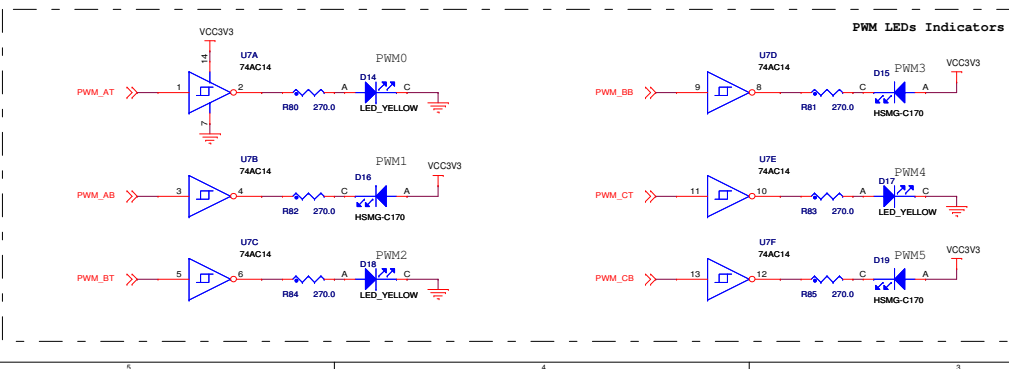 PWM LEDs Indicators
VCC3V3
14
U7A
74AC14
PWM0
PWM_AT
1
2
R80
270.0
A
D14
C
LED_YELLOW
7
U7D
74AC14
PWM3
VCC3V3
PWM_BB
9
8
R81
270.0
C
D15
A
HSMG-C170
U7B
74AC14
PWM1
VCC3V3
PWM_AB
3
4
R82
270.0
C
D16
A
HSMG-C170
U7E
74AC14
PWM4
PWM_CT
11
10
R83
270.0
A
D17
C
LED_YELLOW
U7C
74AC14
PWM2
PWM_BT
5
6
R84
270.0
A
D18
C
LED_YELLOW
U7F
74AC14
PWM5
VCC3V3
PWM_CB
13
12
R85
270.0
C
D19
A
HSMG-C170
5
4
3